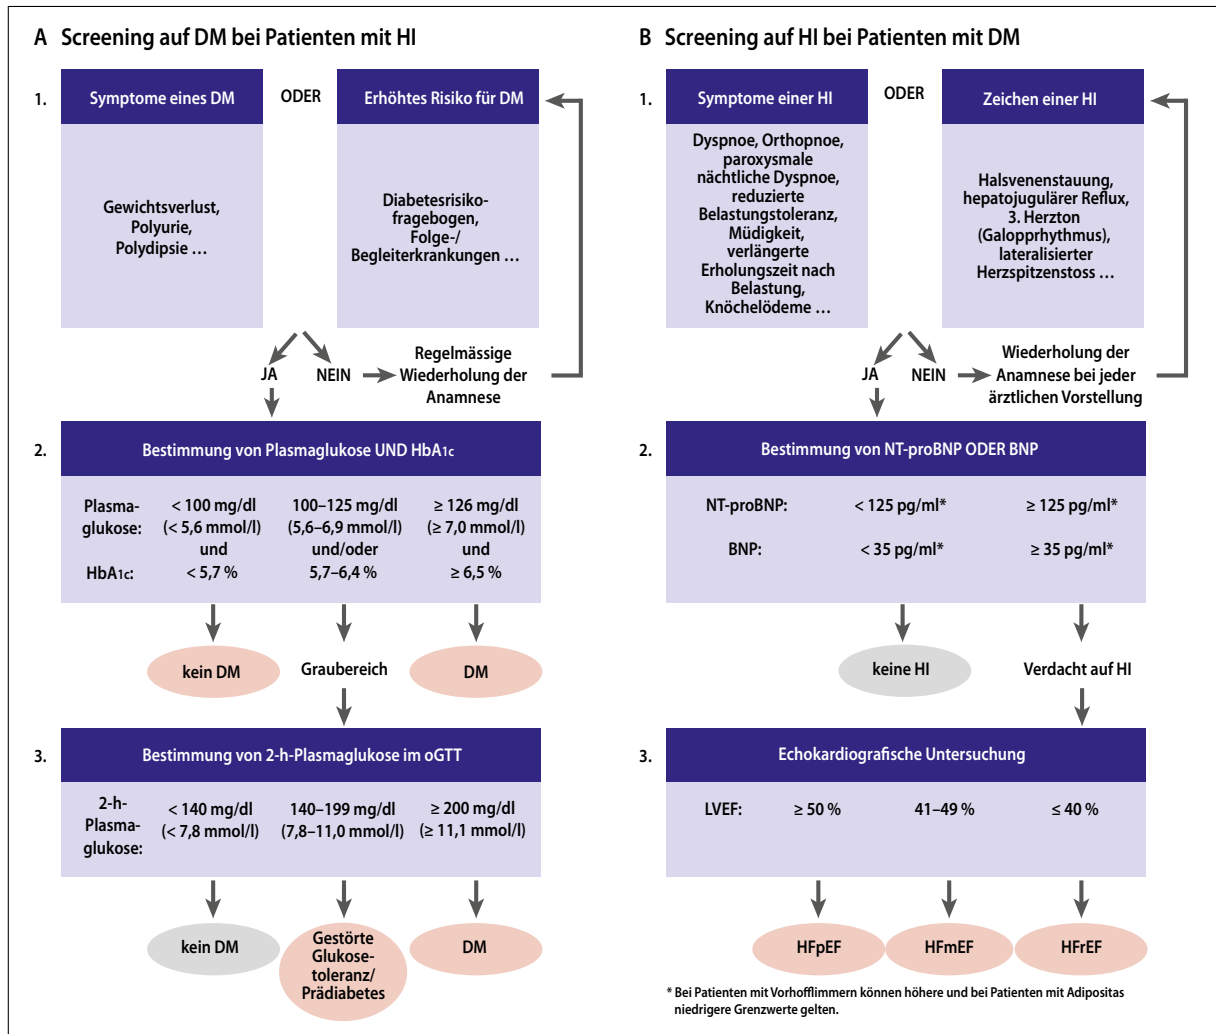 A Screening auf DM bei Patienten mit HI
1.
Symptome eines DM
ODER
Erhöhtes Risiko für DM
Gewichtsverlust,
Polyurie,
Polydipsie …
Diabetesrisiko-
fragebogen,
Folge-/
Begleiterkrankungen …
JA
NEIN
Regelmässige
Wiederholung der
Anamnese
2.
Bestimmung von Plasmaglukose UND HbA1c
Plasma-
glukose:
< 100 mg/dl
(< 5,6 mmol/l)
und
100–125 mg/dl
(5,6–6,9 mmol/l)
und/oder
≥ 126 mg/dl
(≥ 7,0 mmol/l)
und
HbA1c:
< 5,7 %
5,7–6,4 %
≥ 6,5 %
kein DM
Graubereich
DM
3.
Bestimmung von 2-h-Plasmaglukose im oGTT
2-h-
Plasma-
glukose:
< 140 mg/dl
(< 7,8 mmol/l)
140–199 mg/dl
(7,8–11,0 mmol/l)
≥ 200 mg/dl
(≥ 11,1 mmol/l)
kein DM
Gestörte
Glukose-
toleranz/
Prädiabetes
DM
B Screening auf HI bei Patienten mit DM
1.
Symptome einer HI
ODER
Zeichen einer HI
Dyspnoe, Orthopnoe,
paroxysmale
nächtliche Dyspnoe,
reduzierte
Belastungstoleranz,
Müdigkeit,
verlängerte
Erholungszeit nach
Belastung,
Knöchelödeme …
Halsvenenstauung,
hepatojugulärer Reflux,
3. Herzton
(Galopprhythmus),
lateralisierter
Herzspitzenstoss …
JA
NEIN
Wiederholung der
Anamnese bei jeder
ärztlichen Vorstellung
2.
Bestimmung von NT-proBNP ODER BNP
NT-proBNP:
< 125 pg/ml*
≥ 125 pg/ml*
BNP:
< 35 pg/ml*
≥ 35 pg/ml*
keine HI
Verdacht auf HI
3.
Echokardiografische Untersuchung
LVEF:
≥ 50 %
41–49 %
≤ 40 %
HFpEF
HFmEF
HFrEF
* Bei Patienten mit Vorhofflimmern können höhere und bei Patienten mit Adipositas
niedrigere Grenzwerte gelten.